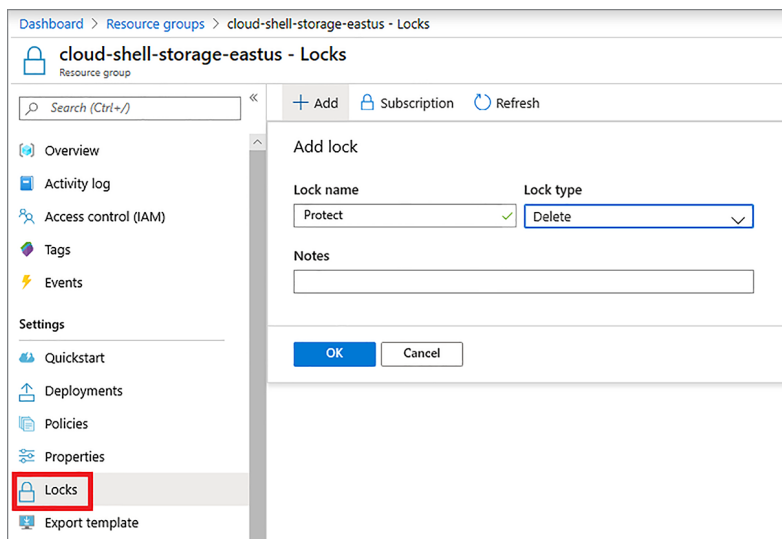 Dashboard > Resource groups > cloud-shell-storage-eastus - Locks
cloud-shell-storage-eastus - Locks
Resource group
Search (Ctrl+/)
«
Overview
Activity log
Access control (IAM)
Tags
Events
Settings
Quickstart
Deployments
Policies
Properties
Locks
Export template
+ Add Subscription Refresh
Add lock
Lock name Lock type
Protect Delete
Notes
OK Cancel